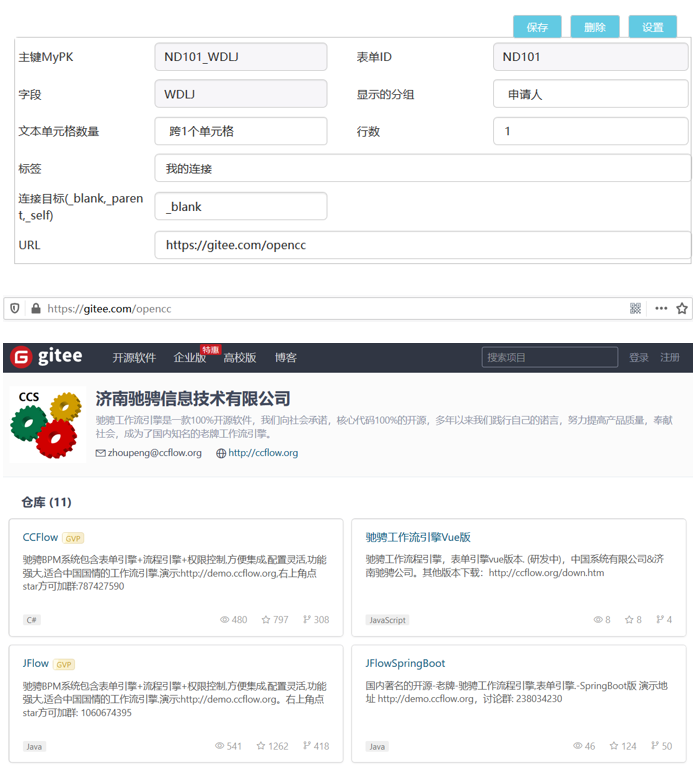 保存 删除 设置
主键MyPK ND101_WDLJ 表单ID ND101
字段 WDLJ 显示的分组 申请人
文本单元格数量 跨1个单元格 行数 1
标签 我的连接
连接目标(_blank,_paren
t,_self) _blank
URL https://gitee.com/opencc
https://gitee.com/opencc
G gitee 开源软件 企业版 特惠 高校版 博客 搜索项目 登录 注册
CCS
济南驰骋信息技术有限公司
驰骋工作流引擎是一款100%开源软件，我们向社会承诺，核心代码100%的开源，多年以来我们践行自己的诺言，努力提高产品质量，奉献
社会，成为了国内知名的老牌工作流引擎。
zhoupeng@ccflow.org http://ccflow.org
仓库 (11)
CCFlow GVP
驰骋BPM系统包含表单引擎+流程引擎+权限控制,方便集成,配置灵活,功能
强大,适合中国国情的工作流引擎.演示:http://demo.ccflow.org,右上角点
star方可加群:787427590
C# 480 797 308
驰骋工作流引擎Vue版
驰骋工作流程引擎，表单引擎vue版本. (研发中)，中国系统有限公司&济
南驰骋公司。其他版本下载：http://ccflow.org/down.htm
JavaScript 8 8 4
JFlow GVP
驰骋BPM系统包含表单引擎+流程引擎+权限控制,方便集成,配置灵活,功能
强大,适合中国国情的工作流引擎.演示:http://demo.ccflow.org。右上角点
star方可加群: 1060674395
Java 541 1262 418
JFlowSpringBoot
国内著名的开源-老牌-驰骋工作流程引擎,表单引擎.-SpringBoot版 演示地
址 http://demo.ccflow.org，讨论群: 238034230
Java 46 124 50